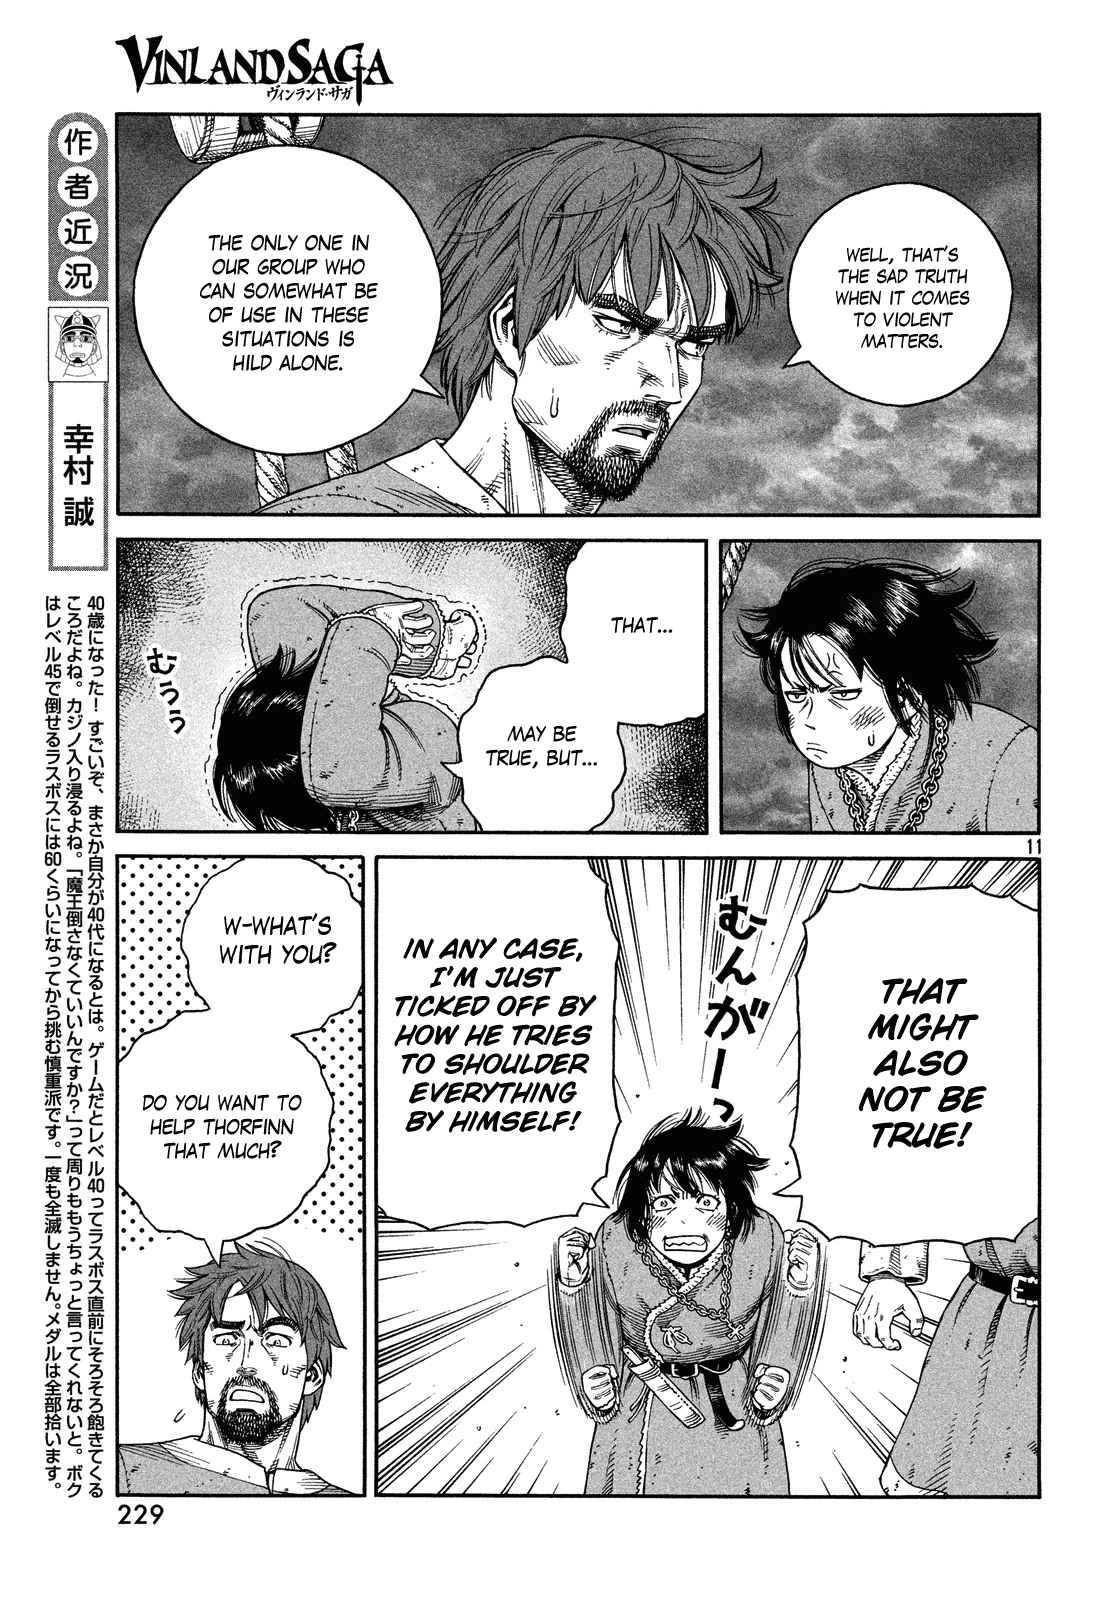 VINLAND SAGA
ヴィンランド・サガ
WELL, THAT'S
THE SAD TRUTH
WHEN IT COMES
TO VIOLENT
MATTERS.
THE ONLY ONE IN
OUR GROUP WHO
CAN SOMEWHAT BE
OF USE IN THESE
SITUATIONS IS
HILD ALONE.
THAT...
MAY BE
TRUE, BUT...
むうぅ
11
THAT
MIGHT
ALSO
NOT BE
TRUE!
むんがーっ
IN ANY CASE,
I'M JUST
TICKED OFF BY
HOW HE TRIES
TO SHOULDER
EVERYTHING
BY HIMSELF!
W-WHAT'S
WITH YOU?
DO YOU WANT TO
HELP THORFINN
THAT MUCH?
作者近況
幸村誠
40歳になった！すごいぞ、まさか自分が40代になるとは。ゲームだとレベル40ってラスボス直前にそろそろ飽きてくる
ころだよね。カジノ入り浸るよね。「魔王倒さなくていいんですか？」って周りももうちょっと言ってくれないと。ボク
はレベル45で倒せるラスボスには60くらいになってから挑む慎重派です。一度も全滅しません。メダルは全部拾います。
229